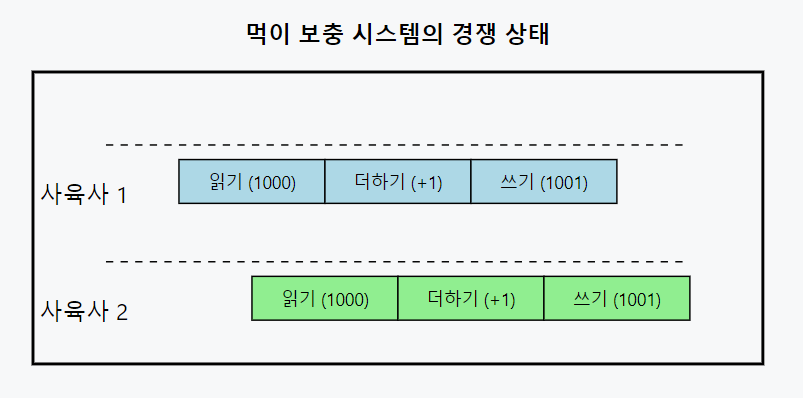 먹이 보충 시스템의 경쟁 상태
사육사 1
읽기 (1000)
더하기 (+1)
쓰기 (1001)
사육사 2
읽기 (1000)
더하기 (+1)
쓰기 (1001)